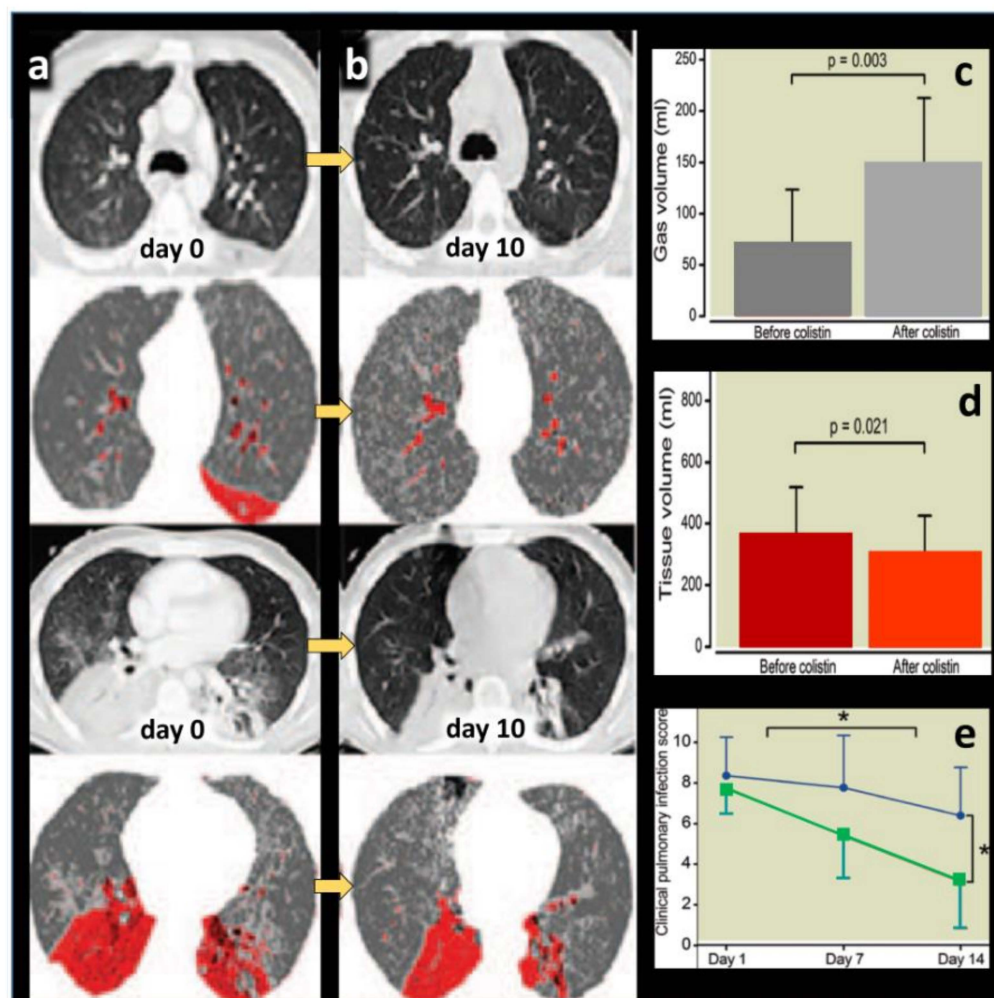 a
b
day 0
day 10
day 0
day 10
c
p = 0.003
Gas volume (ml)
250
200
150
100
50
0
Before colistin
After colistin
d
p = 0.021
Tissue volume (ml)
800
600
400
200
0
Before colistin
After colistin
e
*
*
Clinical pulmonary infection score
10
8
6
4
2
0
Day 1
Day 7
Day 14